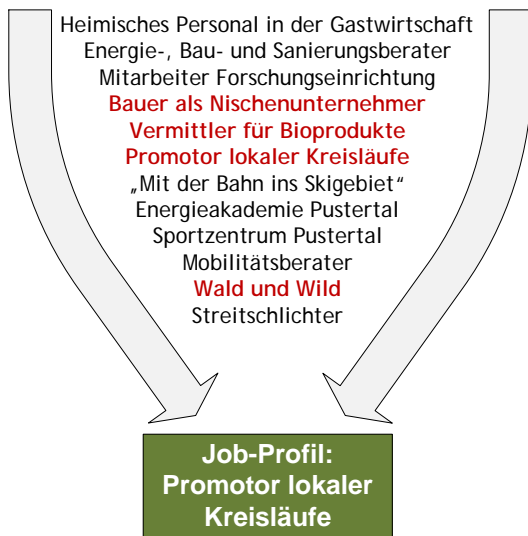 Heimisches Personal in der Gastwirtschaft
Energie-, Bau- und Sanierungsberater
Mitarbeiter Forschungseinrichtung
Bauer als Nischenunternehmer
Vermittler für Bioprodukte
Promotor lokaler Kreisläufe
„Mit der Bahn ins Skigebiet“
Energieakademie Pustertal
Sportzentrum Pustertal
Mobilitätsberater
Wald und Wild
Streitschlichter
Job-Profil:
Promotor lokaler
Kreisläufe